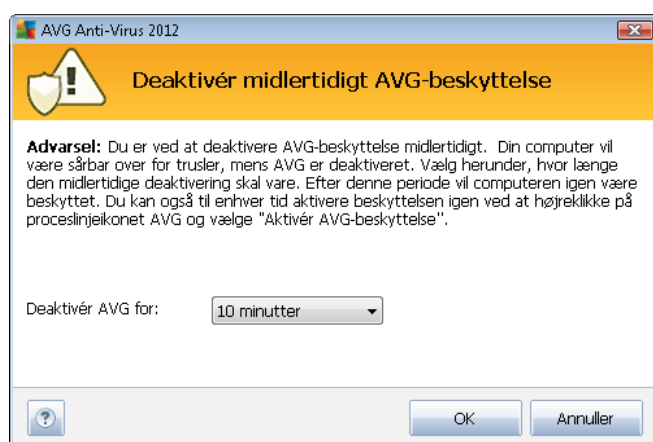 AVG Anti-Virus 2012
Deaktivér midlertidigt AVG-beskyttelse
Advarsel: Du er ved at deaktivere AVG-beskyttelse midlertidigt. Din computer vil
være sårbar over for trusler, mens AVG er deaktiveret. Vælg herunder, hvor længe
den midlertidige deaktivering skal vare. Efter denne periode vil computeren igen være
beskyttet. Du kan også til enhver tid aktivere beskyttelsen igen ved at højreklikke på
proceslinjeikonet AVG og vælge "Aktivér AVG-beskyttelse".
Deaktivér AVG for:
10 minutter
?
OK
Annuller